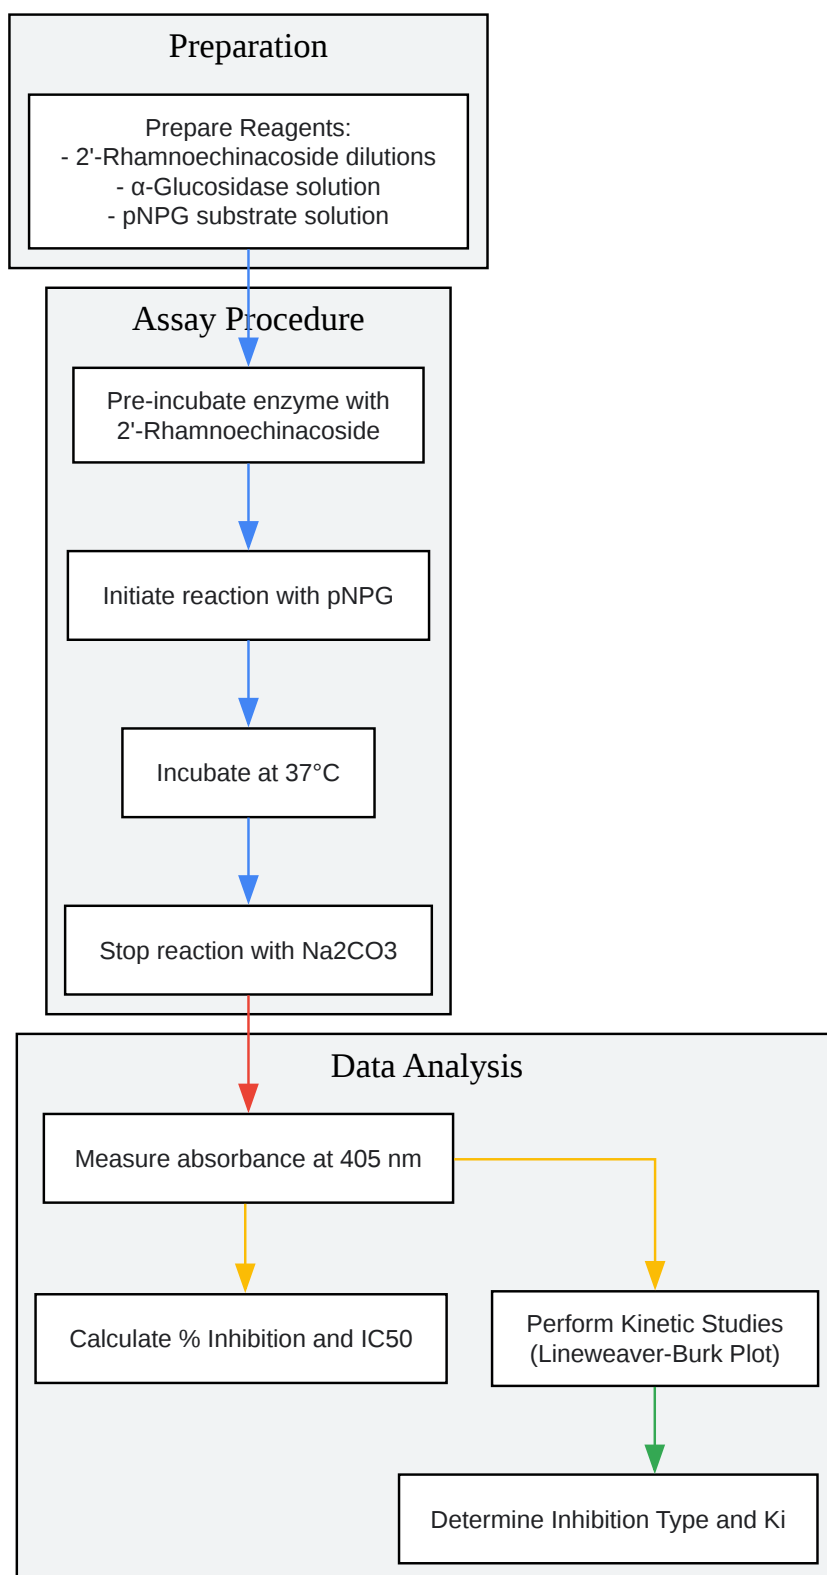 Preparation
Prepare Reagents:
- 2'-Rhamnoechinacoside dilutions
- α-Glucosidase solution
- pNPG substrate solution
Assay Procedure
Pre-incubate enzyme with
2'-Rhamnoechinacoside
Initiate reaction with pNPG
Incubate at 37°C
Stop reaction with Na2CO3
Data Analysis
Measure absorbance at 405 nm
Calculate % Inhibition and IC50
Perform Kinetic Studies
(Lineweaver-Burk Plot)
Determine Inhibition Type and Ki